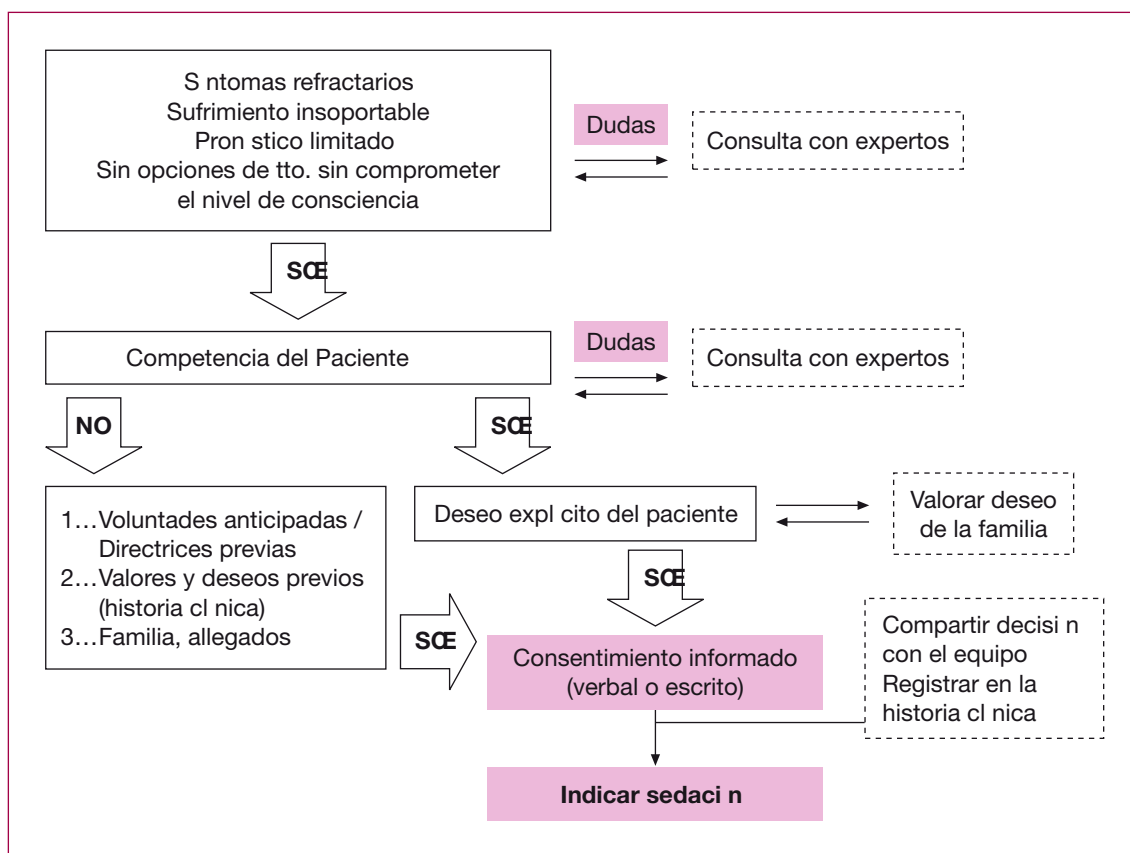 S ntomas refractarios
Sufrimiento insoportable
Pron stico limitado
Sin opciones de tto. sin comprometer
el nivel de consciencia
Dudas
Consulta con expertos
SŒ
Competencia del Paciente
Dudas
Consulta con expertos
NO
SŒ
1...Voluntades anticipadas /
Directrices previas
2...Valores y deseos previos
(historia cl nica)
3...Familia, allegados
Deseo expl cito del paciente
Valorar deseo
de la familia
SŒ
SŒ
Consentimiento informado
(verbal o escrito)
Compartir decisi n
con el equipo
Registrar en la
historia cl nica
Indicar sedaci n